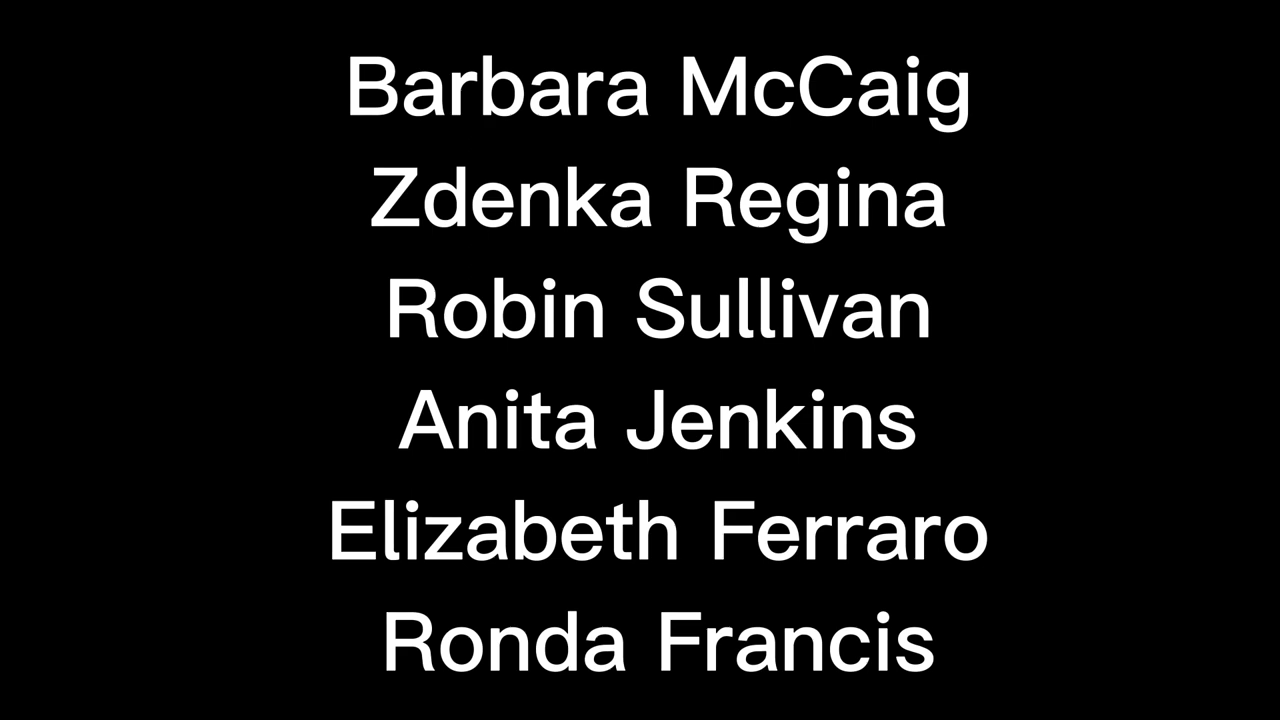 Barbara McCaig
Zdenka Regina
Robin Sullivan
Anita Jenkins
Elizabeth Ferraro
Ronda Francis